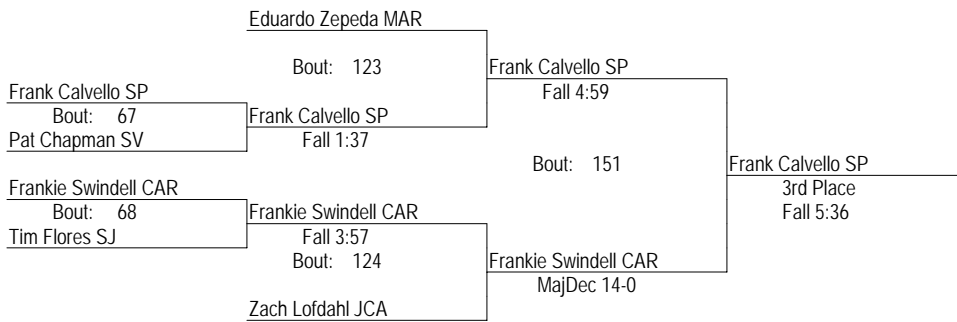 Eduardo Zepeda MAR
Bout: 123
Frank Calvello SP
Fall 4:59
Frank Calvello SP
Bout: 67
Pat Chapman SV
Frank Calvello SP
Fall 1:37
Bout: 151
Frank Calvello SP
3rd Place
Fall 5:36
Frankie Swindell CAR
Bout: 68
Tim Flores SJ
Frankie Swindell CAR
Fall 3:57
Bout: 124
Frankie Swindell CAR
MajDec 14-0
Zach Lofdahl JCA